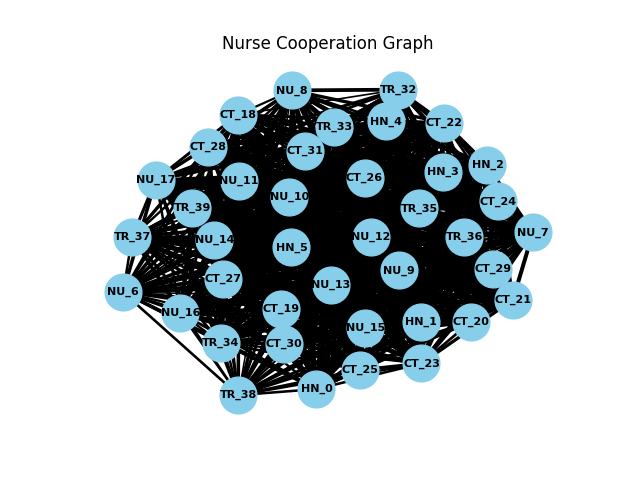 Nurse Cooperation Graph
NU_8
TR_32
CT_18
TR_33
HN_4
CT_22
CT_28
CT_31
HN_2
NU_17
NU_11
CT_26
HN_3
NU_10
CT_24
TR_39
TR_35
TR_37
NU_14
HN_5
NU_12
TR_36
NU_7
CT_27
NU_9
CT_29
NU_6
NU_13
CT_21
NU_16
CT_19
HN_1
CT_20
NU_15
TR_34
CT_30
CT_23
CT_25
TR_38
HN_0